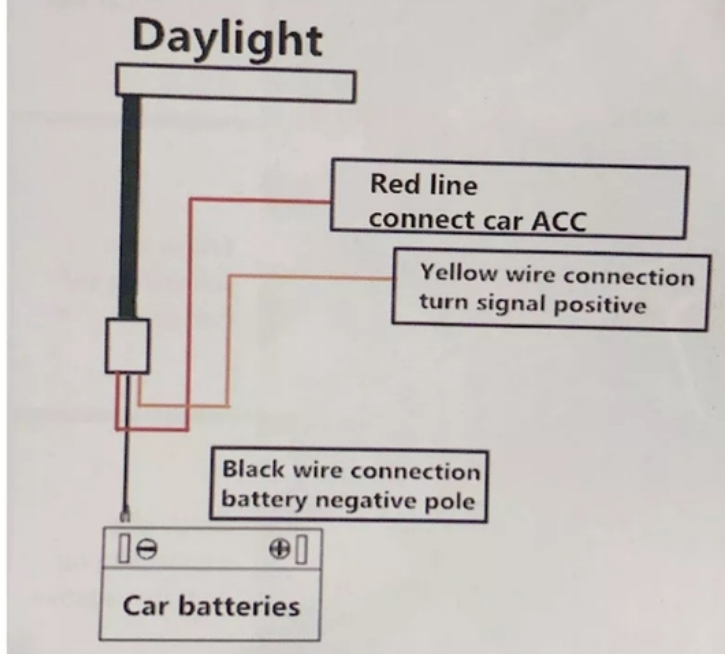 Daylight
Red line
connect car ACC
Yellow wire connection
turn signal positive
Black wire connection
battery negative pole
Car batteries